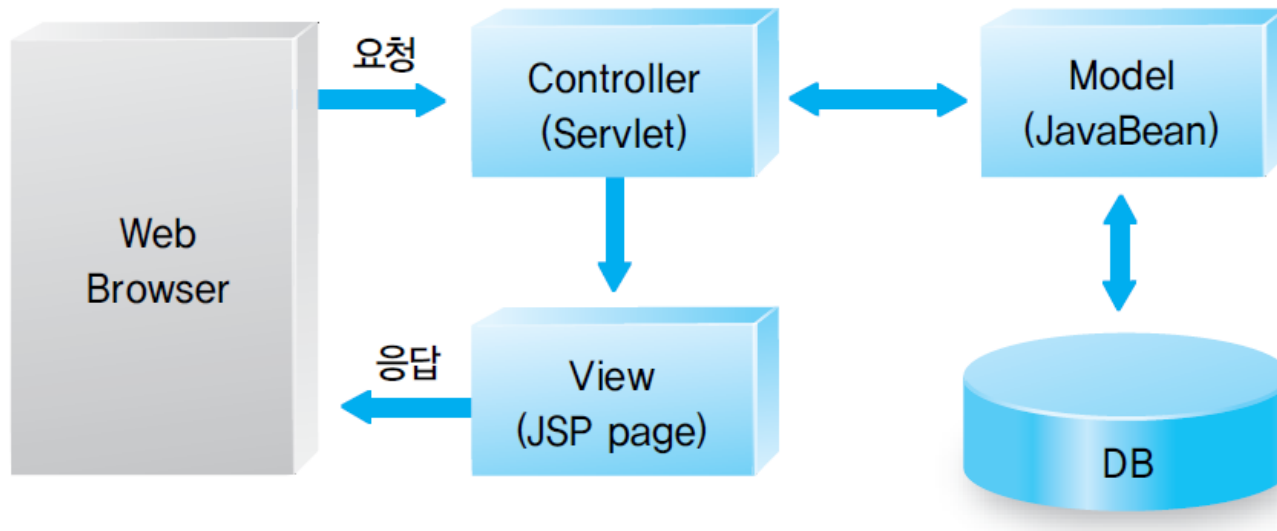 요청
Controller
(Servlet)
Model
(JavaBean)
Web
Browser
응답
View
(JSP page)
DB